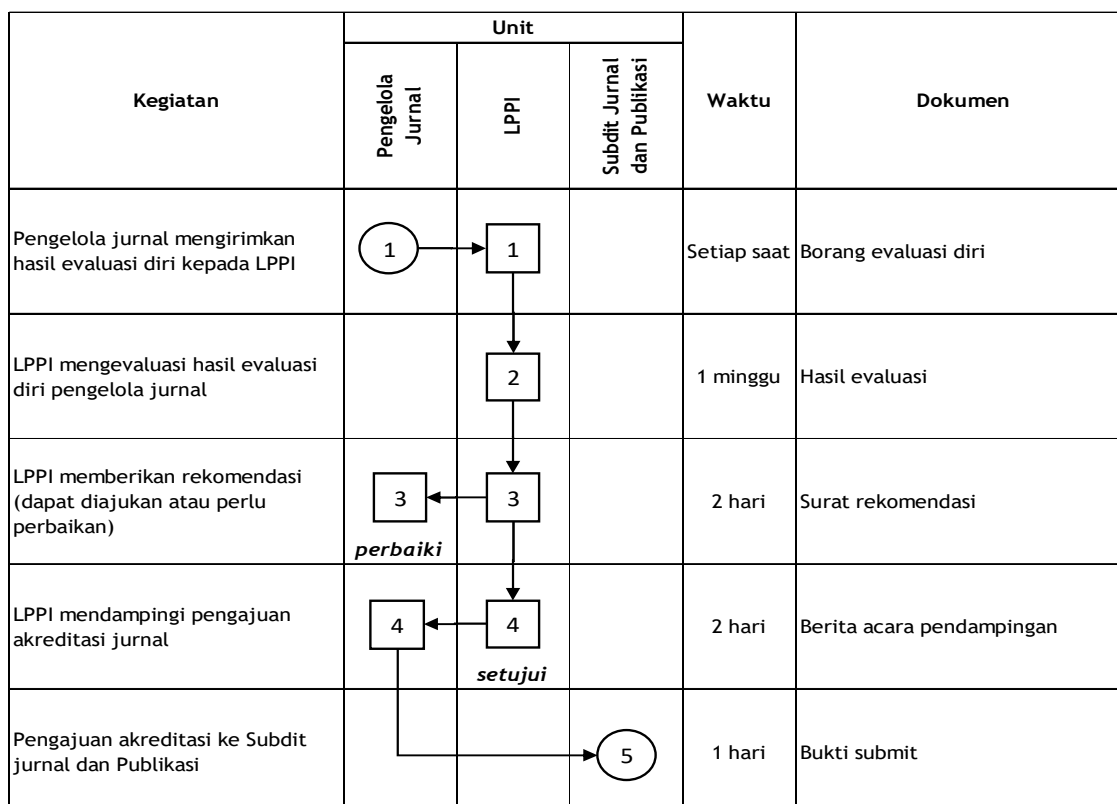 Kegiatan
Unit
Pengelola
Jurnal
LPPI
Subdit Jurnal
dan Publikasi
Waktu
Dokumen
Pengelola jurnal mengirimkan
hasil evaluasi diri kepada LPPI
1
1
Setiap saat
Borang evaluasi diri
LPPI mengevaluasi hasil evaluasi
diri pengelola jurnal
2
1 minggu
Hasil evaluasi
LPPI memberikan rekomendasi
(dapat diajukan atau perlu
perbaikan)
3
perbaiki
3
2 hari
Surat rekomendasi
LPPI mendampingi pengajuan
akreditasi jurnal
4
4
setujui
2 hari
Berita acara pendampingan
Pengajuan akreditasi ke Subdit
jurnal dan Publikasi
5
1 hari
Bukti submit